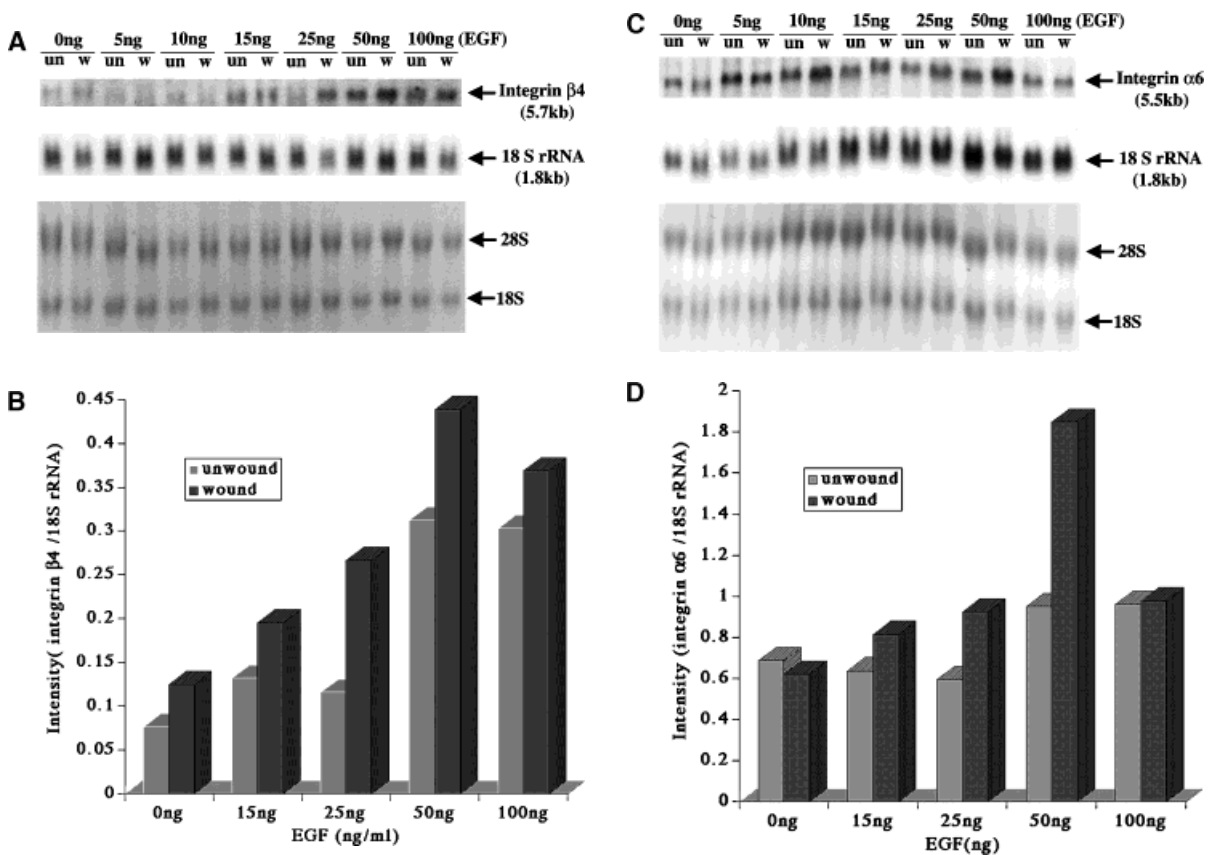 A
0ng 5ng 10ng 15ng 25ng 50ng 100ng (EGF)
un w un w un w un w un w un w un w
Integrin β4
(5.7kb)
18 S rRNA
(1.8kb)
28S
18S
C
0ng 5ng 10ng 15ng 25ng 50ng 100ng (EGF)
un w un w un w un w un w un w un w
Integrin α6
(5.5kb)
18 S rRNA
(1.8kb)
28S
18S
B
Intensity( integrin β4 /18S rRNA)
0.45
0.4
0.35
0.3
0.25
0.2
0.15
0.1
0.05
0
unwound
wound
0ng 15ng 25ng 50ng 100ng
EGF (ng/ml)
D
Intensity (integrin α6 /18S rRNA)
2
1.8
1.6
1.4
1.2
1
0.8
0.6
0.4
0.2
0
unwound
wound
0ng 15ng 25ng 50ng 100ng
EGF(ng)